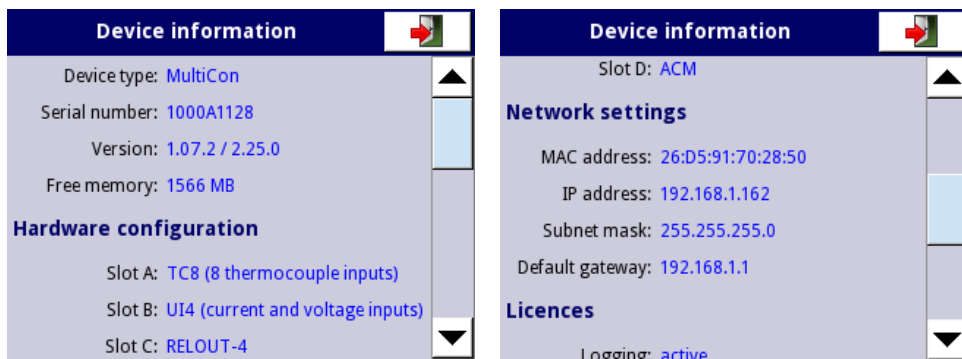 Device information
Device type: MultiCon
Serial number: 1000A1128
Version: 1.07.2 / 2.25.0
Free memory: 1566 MB
Hardware configuration
Slot A: TC8 (8 thermocouple inputs)
Slot B: UI4 (current and voltage inputs)
Slot C: RELOUT-4
Device information
Slot D: ACM
Network settings
MAC address: 26:D5:91:70:28:50
IP address: 192.168.1.162
Subnet mask: 255.255.255.0
Default gateway: 192.168.1.1
Licences
Logging: active